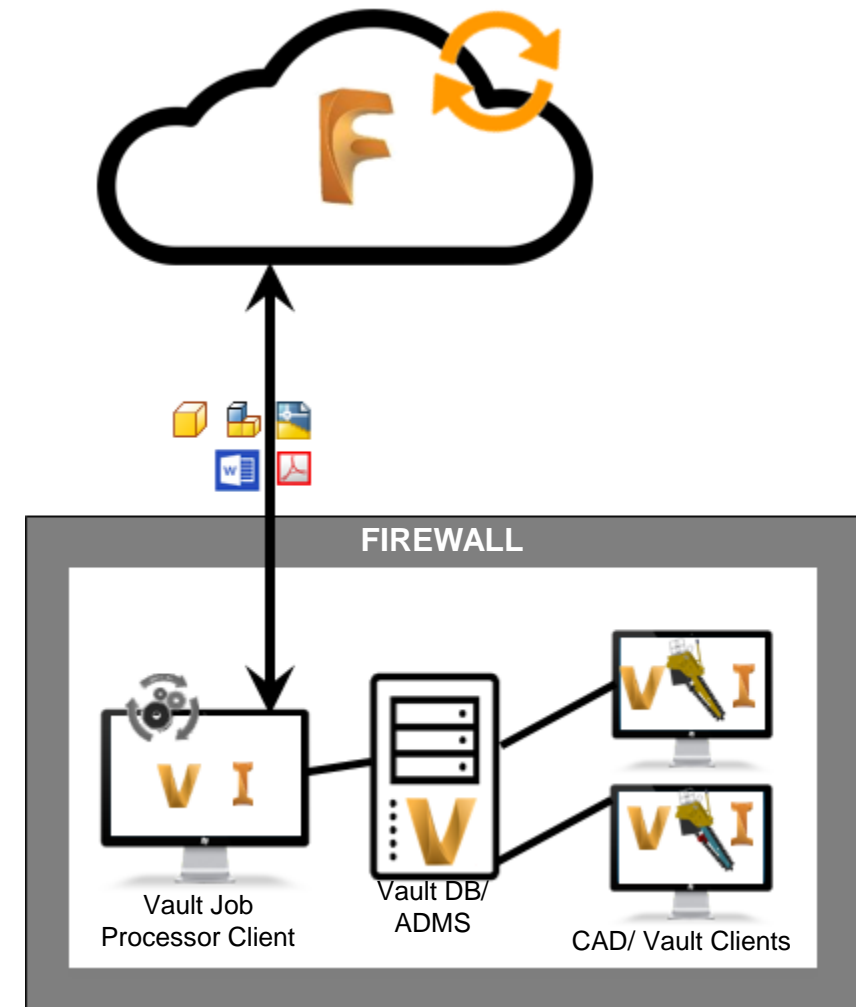 F
W
FIREWALL
V I
V
V I
V I
Vault Job
Processor Client
Vault DB/
ADMS
CAD/ Vault Clients